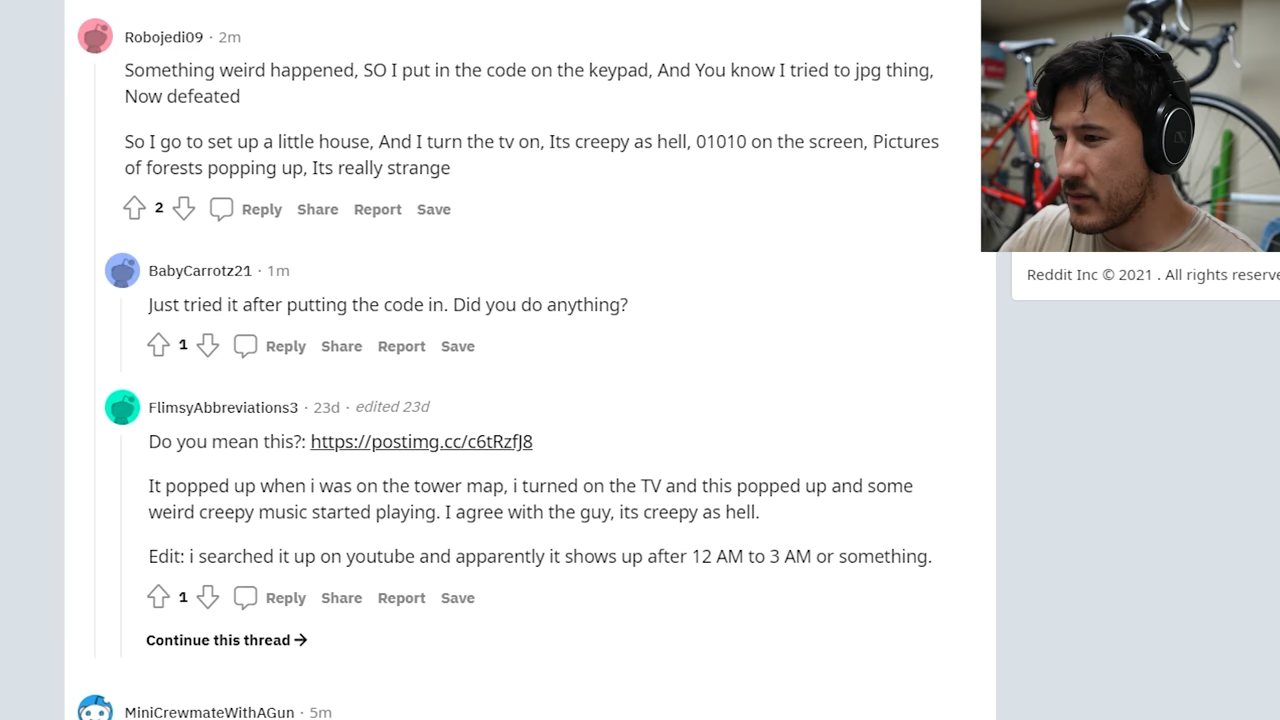 Robojedi09 · 2m
Something weird happened, SO I put in the code on the keypad, And You know I tried to jpg thing,
Now defeated
So I go to set up a little house, And I turn the tv on, Its creepy as hell, 01010 on the screen, Pictures
of forests popping up, Its really strange
2 Reply Share Report Save
BabyCarrotz21 · 1m
Just tried it after putting the code in. Did you do anything?
1 Reply Share Report Save
Reddit Inc © 2021 . All rights reserve
FlimsyAbbreviations3 · 23d · edited 23d
Do you mean this?: https://postimg.cc/c6tRzfJ8
It popped up when i was on the tower map, i turned on the TV and this popped up and some
weird creepy music started playing. I agree with the guy, its creepy as hell.
Edit: i searched it up on youtube and apparently it shows up after 12 AM to 3 AM or something.
1 Reply Share Report Save
Continue this thread →
MiniCrewmateWithAGun · 5m